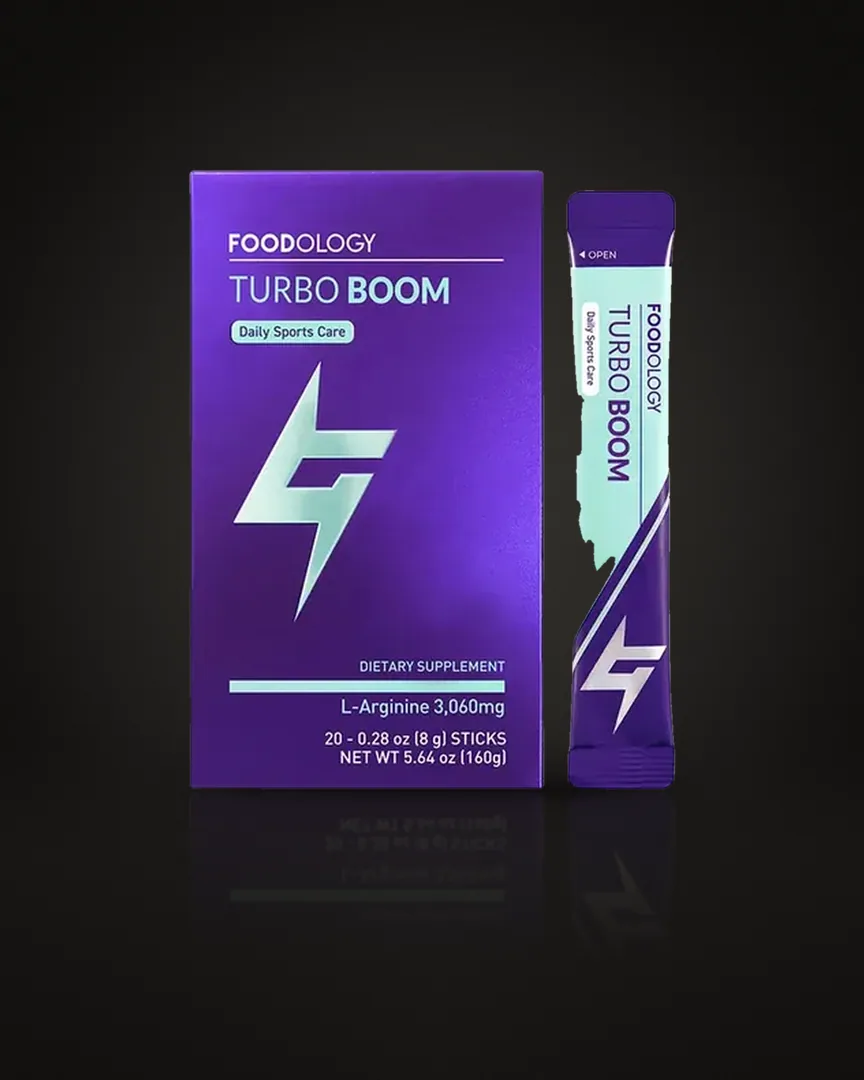 FOODOLOGY
TURBO BOOM
Daily Sports Care
DIETARY SUPPLEMENT
L-Arginine 3,060mg
20 - 0.28 oz (8 g) STICKS
NET WT 5.64 oz (160g)
OPEN
FOODOLOGY
TURBO BOOM
Daily Sports Care